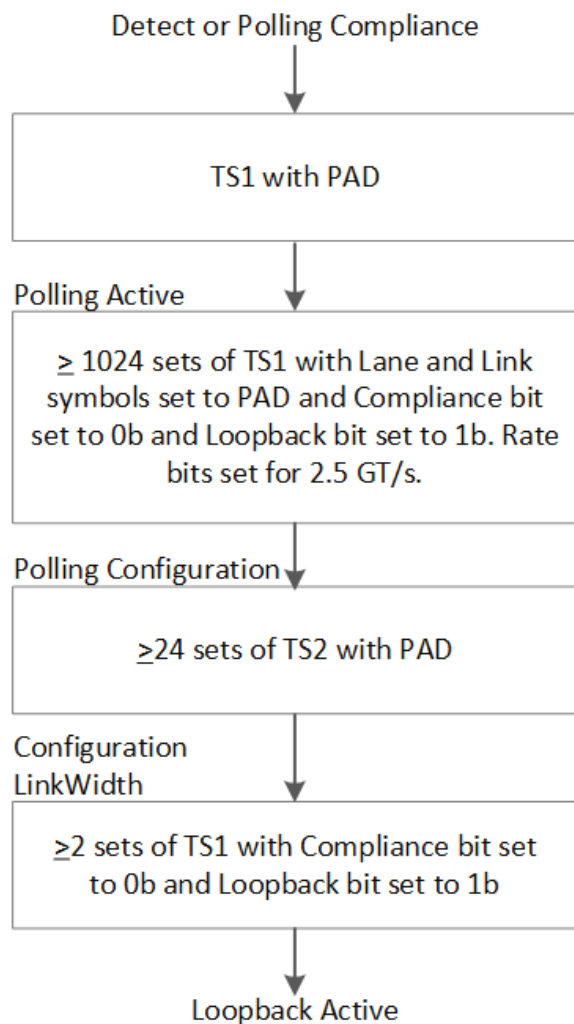 Detect or Polling Compliance
TS1 with PAD
Polling Active
≥ 1024 sets of TS1 with Lane and Link
symbols set to PAD and Compliance bit
set to 0b and Loopback bit set to 1b. Rate
bits set for 2.5 GT/s.
Polling Configuration
≥24 sets of TS2 with PAD
Configuration
LinkWidth
≥2 sets of TS1 with Compliance bit set
to 0b and Loopback bit set to 1b
Loopback Active